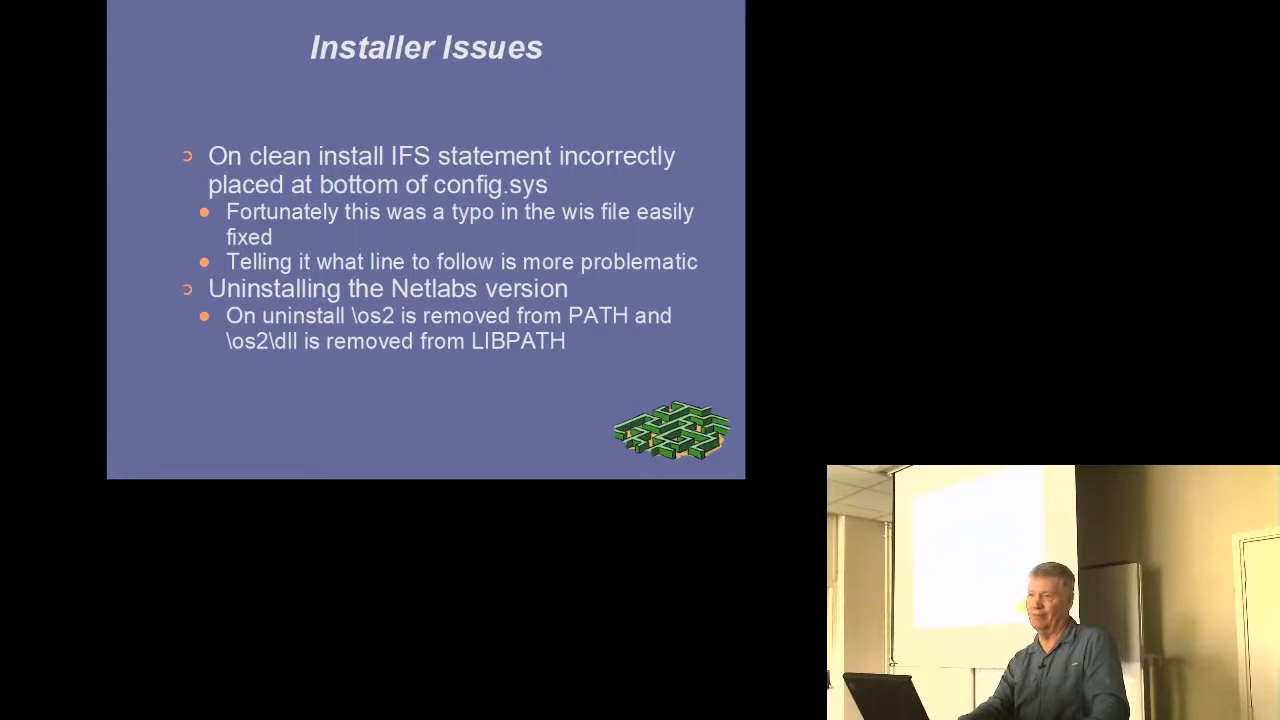 Installer Issues
On clean install IFS statement incorrectly
placed at bottom of config.sys
Fortunately this was a typo in the wis file easily
fixed
Telling it what line to follow is more problematic
Uninstalling the Netlabs version
On uninstall \os2 is removed from PATH and
\os2\dll is removed from LIBPATH